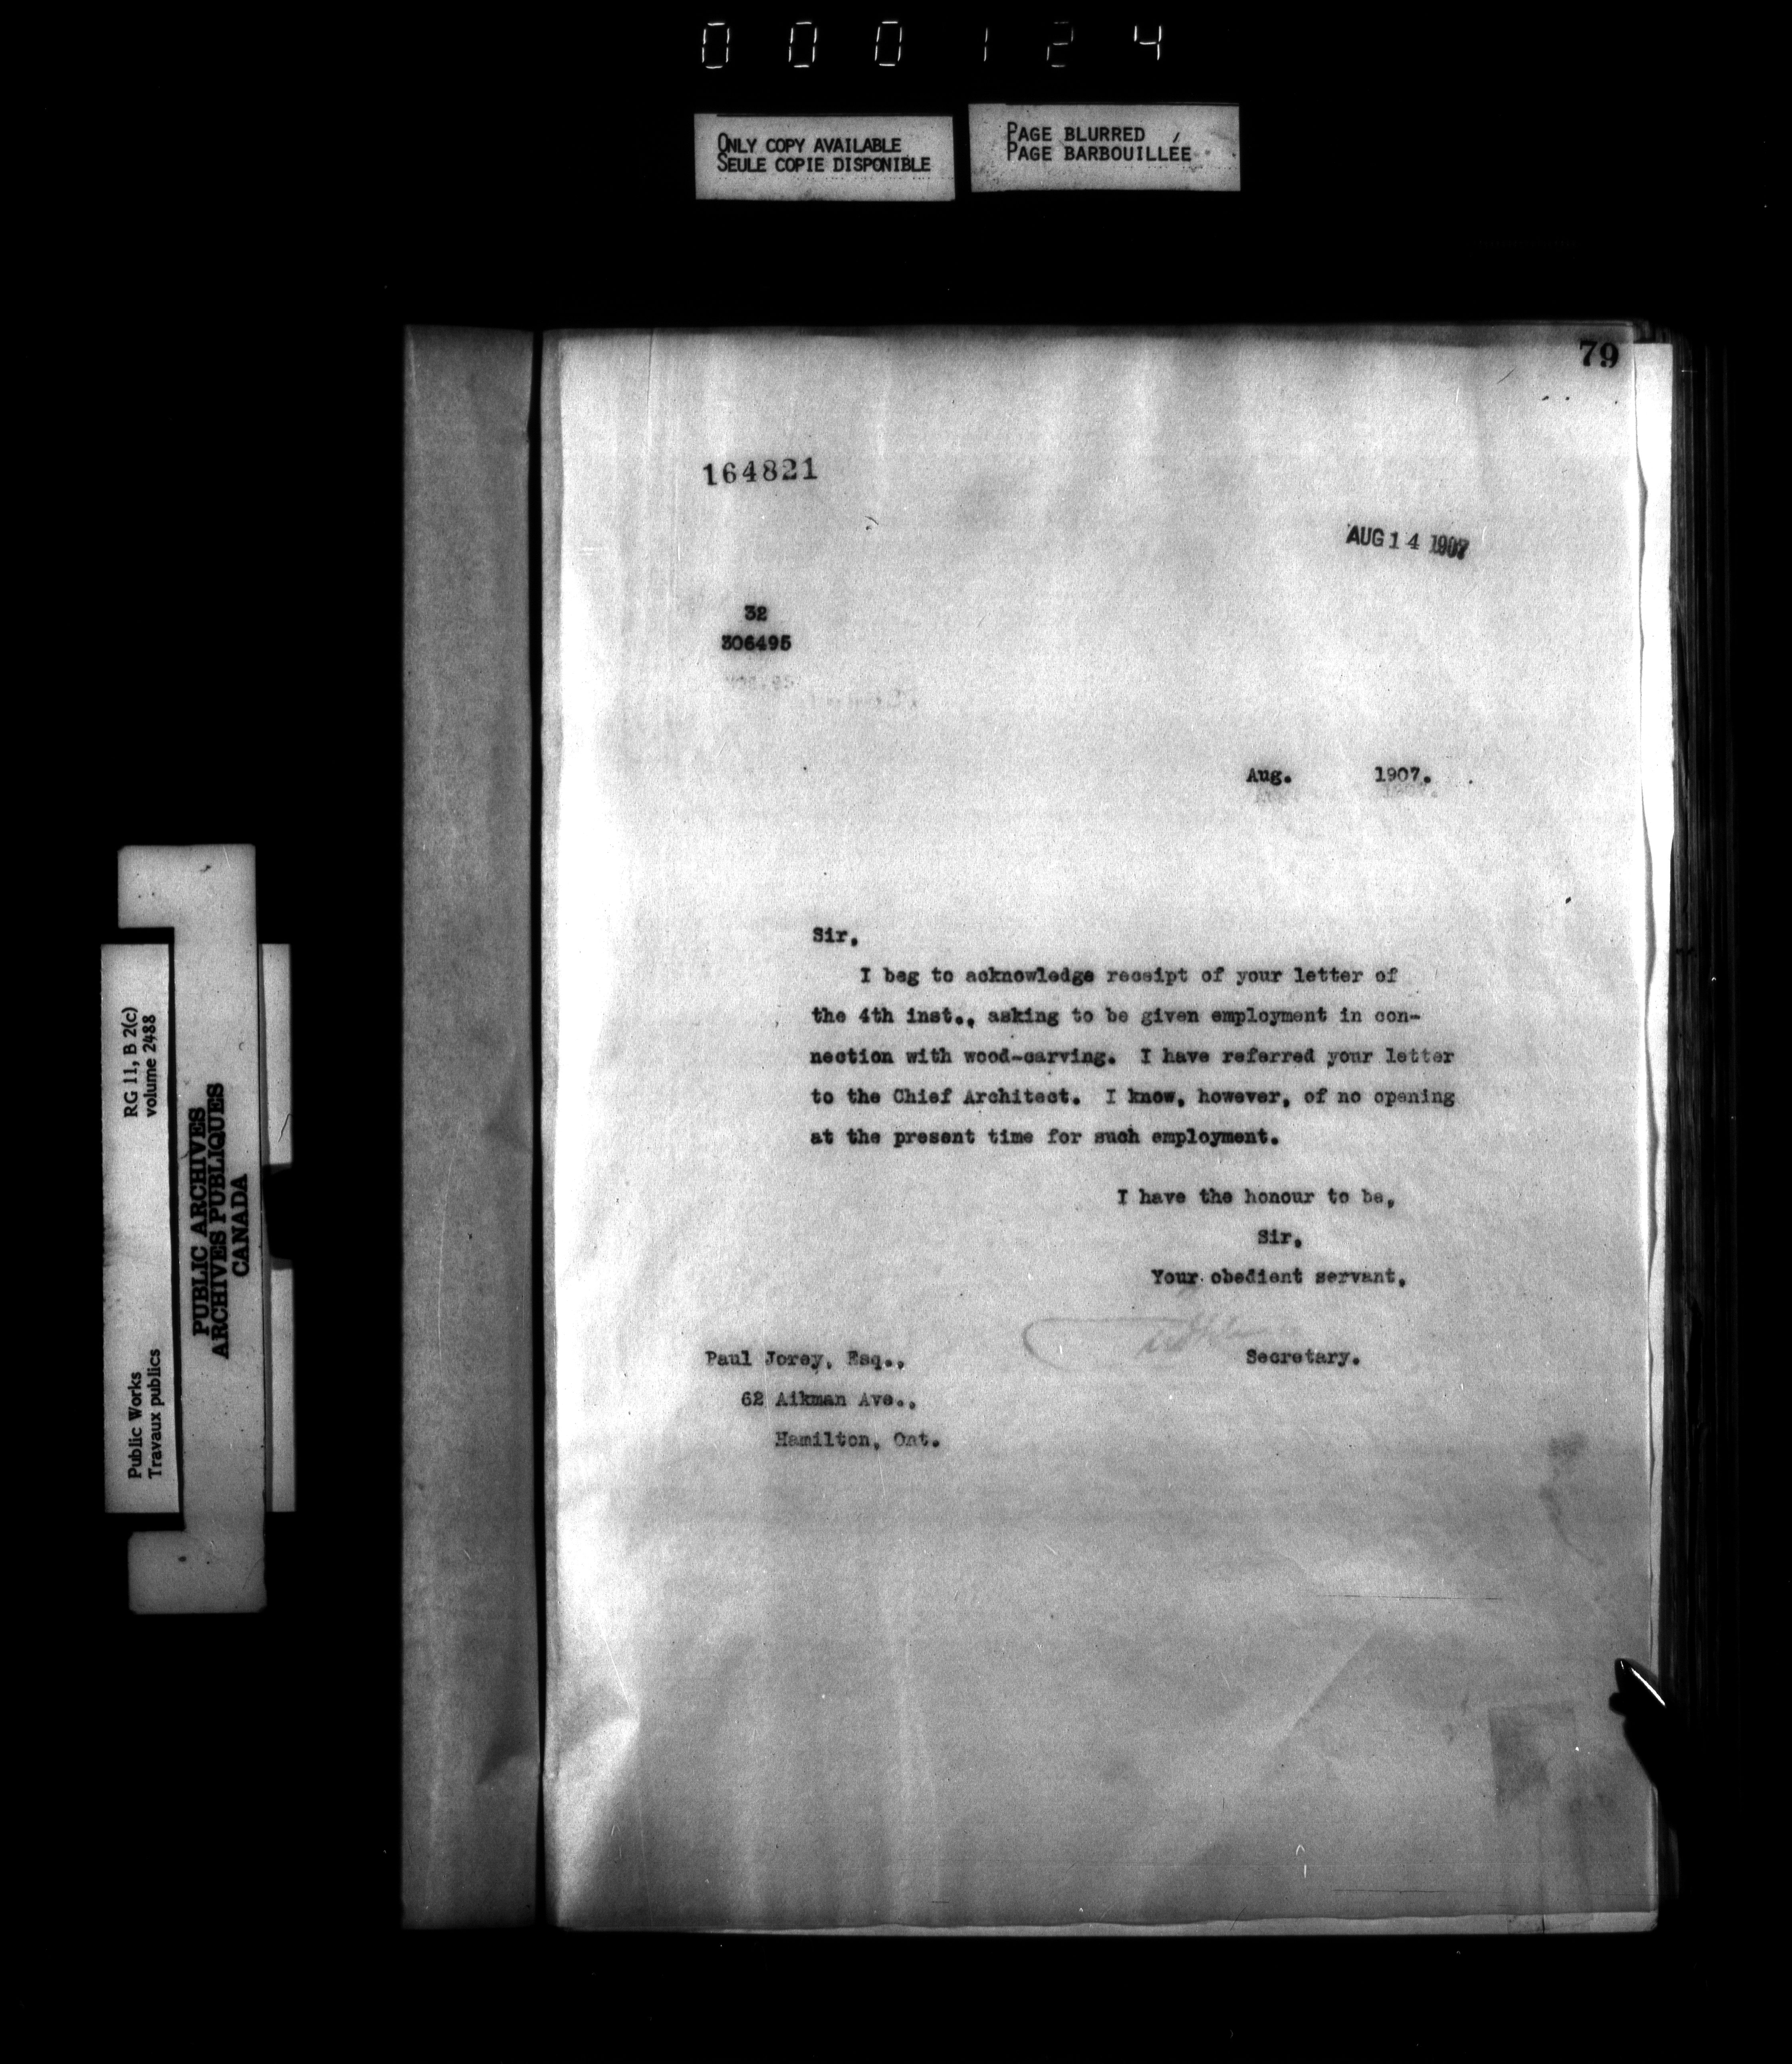 000124
ONLY COPY AVAILABLE
SEULE COPIE DISPONIBLE
PAGE BLURRED
PAGE BARBOUILLÉE
79
164821
AUG 14 1907
32
306495
Aug. 1907.
Sir,
I beg to acknowledge receipt of your letter of
the 4th inst., asking to be given employment in con-
nection with wood-carving. I have referred your letter
to the Chief Architect. I know, however, of no opening
at the present time for such employment.
I have the honour to be,
Sir,
Your obedient servant,
Secretary.
Paul Jorey, Esq.,
62 Aikman Ave.,
Hamilton, Ont.
RG 11, B 2(c)
volume 2488
Public Works
Travaux publics
PUBLIC ARCHIVES
ARCHIVES PUBLIQUES
CANADA